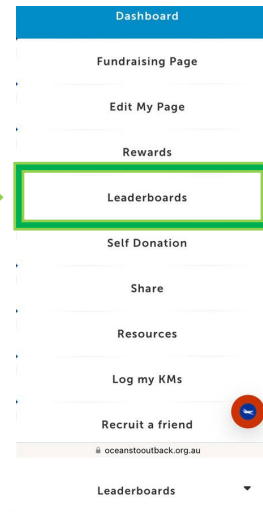 Dashboard
Fundraising Page
Edit My Page
Rewards
Leaderboards
Self Donation
Share
Resources
Log my KMs
Recruit a friend
oceanstooutback.org.au
Leaderboards